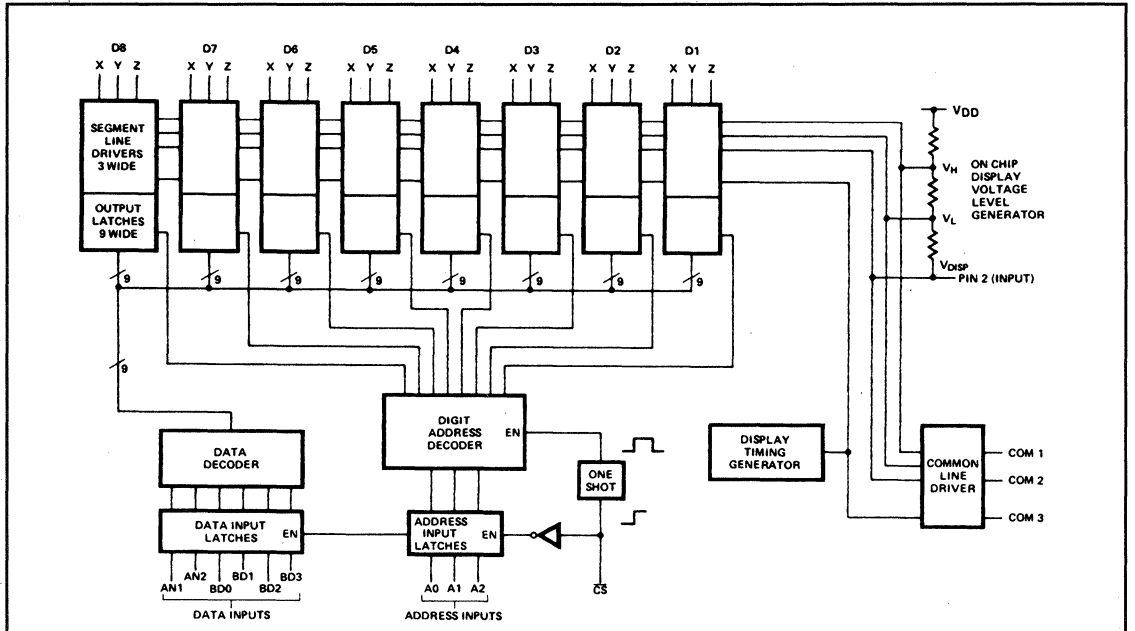 D8 D7 D6 D5 D4 D3 D2 D1
X Y Z X Y Z X Y Z X Y Z X Y Z X Y Z X Y Z X Y Z
SEGMENT
LINE
DRIVERS
3 WIDE
OUTPUT
LATCHES
9 WIDE
VDD
VH
ON CHIP
DISPLAY
VOLTAGE
LEVEL
GENERATOR
VL
VDISP
PIN 2 (INPUT)
9 9 9 9 9 9 9 9
9
DATA
DECODER
DIGIT
ADDRESS
DECODER
EN
ONE
SHOT
DISPLAY
TIMING
GENERATOR
COMMON
LINE
DRIVER
COM 1
COM 2
COM 3
DATA INPUT
LATCHES
EN
ADDRESS
INPUT
LATCHES
EN
AN1 AN2 BD0 BD1 BD2 BD3
A0 A1 A2
CS
DATA INPUTS
ADDRESS INPUTS